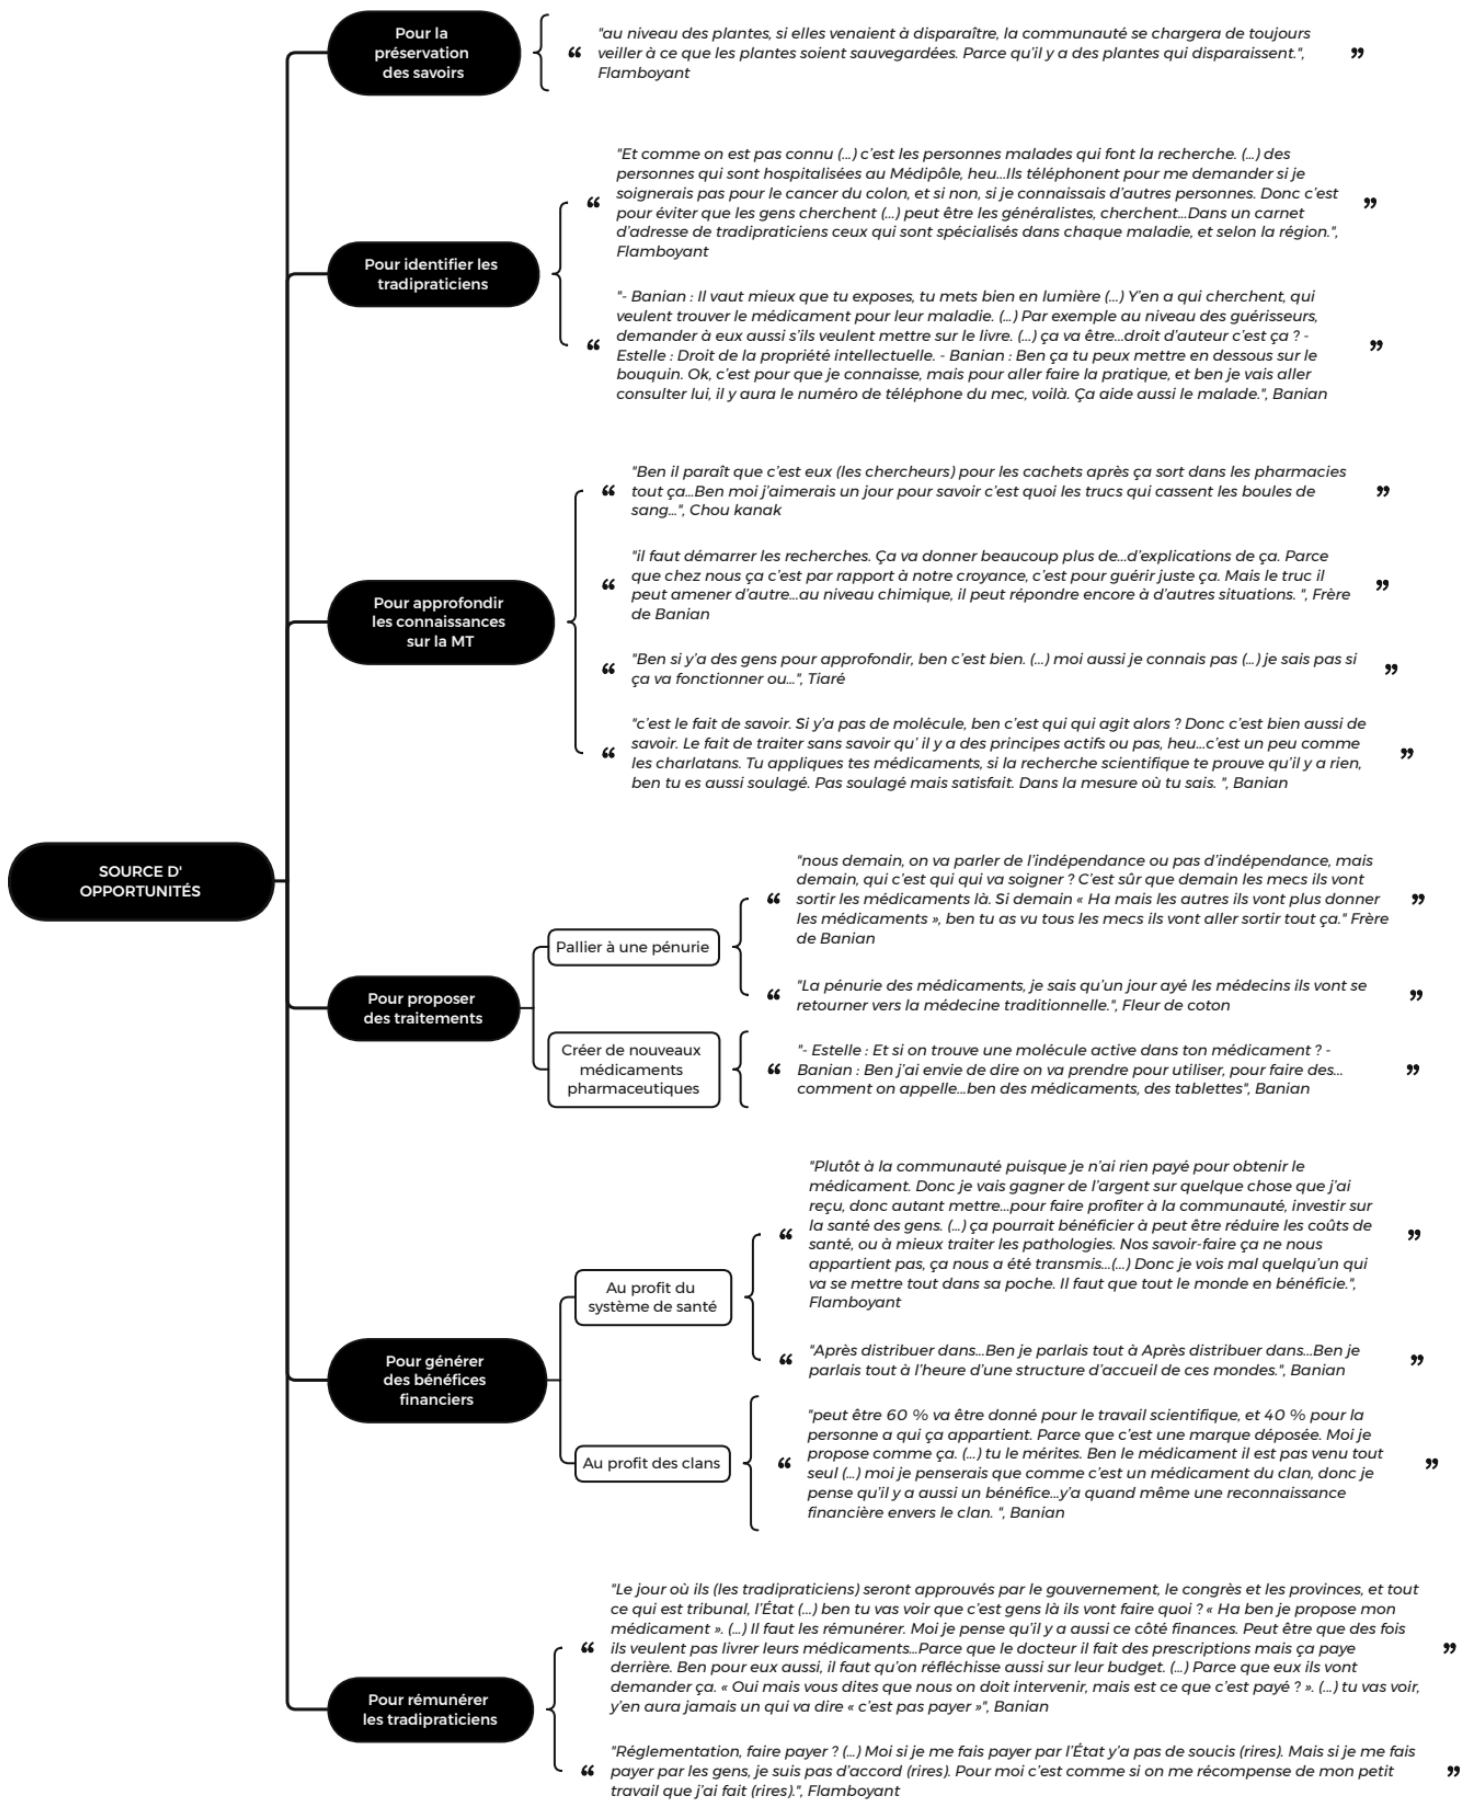 Pour la
préservation
des savoirs
"au niveau des plantes, si elles venaient à disparaître, la communauté se chargera de toujours
“ veiller à ce que les plantes soient sauvegardées. Parce qu'il y a des plantes qui disparaissent.", ”
Flamboyant
Pour identifier les
tradipraticiens
"Et comme on est pas connu (...) c'est les personnes malades qui font la recherche. (...) des
personnes qui sont hospitalisées au Médipôle, heu...Ils téléphonent pour me demander si je
“ soignerais pas pour le cancer du colon, et si non, si je connaissais d'autres personnes. Donc c'est ”
pour éviter que les gens cherchent (...) peut être les généralistes, cherchent...Dans un carnet
d'adresse de tradipraticiens ceux qui sont spécialisés dans chaque maladie, et selon la région.",
Flamboyant
"- Banian : Il vaut mieux que tu exposes, tu mets bien en lumière (...) Y'en a qui cherchent, qui
veulent trouver le médicament pour leur maladie. (...) Par exemple au niveau des guérisseurs,
“ demander à eux aussi s'ils veulent mettre sur le livre. (...) ça va être...droit d'auteur c'est ça ? - ”
Estelle : Droit de la propriété intellectuelle. - Banian : Ben ça tu peux mettre en dessous sur le
bouquin. Ok, c'est pour que je connaisse, mais pour aller faire la pratique, et ben je vais aller
consulter lui, il y aura le numéro de téléphone du mec, voilà. Ça aide aussi le malade.", Banian
Pour approfondir
les connaissances
sur la MT
"Ben il paraît que c'est eux (les chercheurs) pour les cachets après ça sort dans les pharmacies
“ tout ça...Ben moi j'aimerais un jour pour savoir c'est quoi les trucs qui cassent les boules de ”
sang...", Chou kanak
"il faut démarrer les recherches. Ça va donner beaucoup plus de...d'explications de ça. Parce
“ que chez nous ça c'est par rapport à notre croyance, c'est pour guérir juste ça. Mais le truc il ”
peut amener d'autre...au niveau chimique, il peut répondre encore à d'autres situations. ", Frère
de Banian
“ "Ben si y'a des gens pour approfondir, ben c'est bien. (...) moi aussi je connais pas (...) je sais pas si ”
ça va fonctionner ou...", Tiaré
"c'est le fait de savoir. Si y'a pas de molécule, ben c'est qui qui agit alors ? Donc c'est bien aussi de
“ savoir. Le fait de traiter sans savoir qu' il y a des principes actifs ou pas, heu...c'est un peu comme ”
les charlatans. Tu appliques tes médicaments, si la recherche scientifique te prouve qu'il y a rien,
ben tu es aussi soulagé. Pas soulagé mais satisfait. Dans la mesure où tu sais. ", Banian
SOURCE D'
OPPORTUNITÉS
Pour proposer
des traitements
Pallier à une pénurie
"nous demain, on va parler de l'indépendance ou pas d'indépendance, mais
demain, qui c'est qui qui va soigner ? C'est sûr que demain les mecs ils vont
“ sortir les médicaments là. Si demain « Ha mais les autres ils vont plus donner ”
les médicaments », ben tu as vu tous les mecs ils vont aller sortir tout ça." Frère
de Banian
“ "La pénurie des médicaments, je sais qu'un jour ayé les médecins ils vont se ”
retourner vers la médecine traditionnelle.", Fleur de coton
Créer de nouveaux
médicaments
pharmaceutiques
"- Estelle : Et si on trouve une molécule active dans ton médicament ? -
“ Banian : Ben j'ai envie de dire on va prendre pour utiliser, pour faire des... ”
comment on appelle...ben des médicaments, des tablettes", Banian
Pour générer
des bénéfices
financiers
Au profit du
système de santé
"Plutôt à la communauté puisque je n'ai rien payé pour obtenir le
médicament. Donc je vais gagner de l'argent sur quelque chose que j'ai
reçu, donc autant mettre...pour faire profiter à la communauté, investir sur
“ la santé des gens. (...) ça pourrait bénéficier à peut être réduire les coûts de ”
santé, ou à mieux traiter les pathologies. Nos savoir-faire ça ne nous
appartient pas, ça nous a été transmis...(...) Donc je vois mal quelqu'un qui
va se mettre tout dans sa poche. Il faut que tout le monde en bénéficie.",
Flamboyant
“ "Après distribuer dans...Ben je parlais tout à Après distribuer dans...Ben je ”
parlais tout à l'heure d'une structure d'accueil de ces mondes.", Banian
Au profit des clans
"peut être 60 % va être donné pour le travail scientifique, et 40 % pour la
personne a qui ça appartient. Parce que c'est une marque déposée. Moi je
“ propose comme ça. (...) tu le mérites. Ben le médicament il est pas venu tout ”
seul (...) moi je penserais que comme c'est un médicament du clan, donc je
pense qu'il y a aussi un bénéfice...y'a quand même une reconnaissance
financière envers le clan. ", Banian
Pour rémunérer
les tradipraticiens
"Le jour où ils (les tradipraticiens) seront approuvés par le gouvernement, le congrès et les provinces, et tout
ce qui est tribunal, l'État (...) ben tu vas voir que c'est gens là ils vont faire quoi ? « Ha ben je propose mon
médicament ». (...) Il faut les rémunérer. Moi je pense qu'il y a aussi ce côté finances. Peut être que des fois
“ ils veulent pas livrer leurs médicaments...Parce que le docteur il fait des prescriptions mais ça paye ”
derrière. Ben pour eux aussi, il faut qu'on réfléchisse aussi sur leur budget. (...) Parce que eux ils vont
demander ça. « Oui mais vous dites que nous on doit intervenir, mais est ce que c'est payé ? ». (...) tu vas voir,
y'en aura jamais un qui va dire « c'est pas payer »", Banian
"Réglementation, faire payer ? (...) Moi si je me fais payer par l'État y'a pas de soucis (rires). Mais si je me fais
“ payer par les gens, je suis pas d'accord (rires). Pour moi c'est comme si on me récompense de mon petit ”
travail que j'ai fait (rires).", Flamboyant